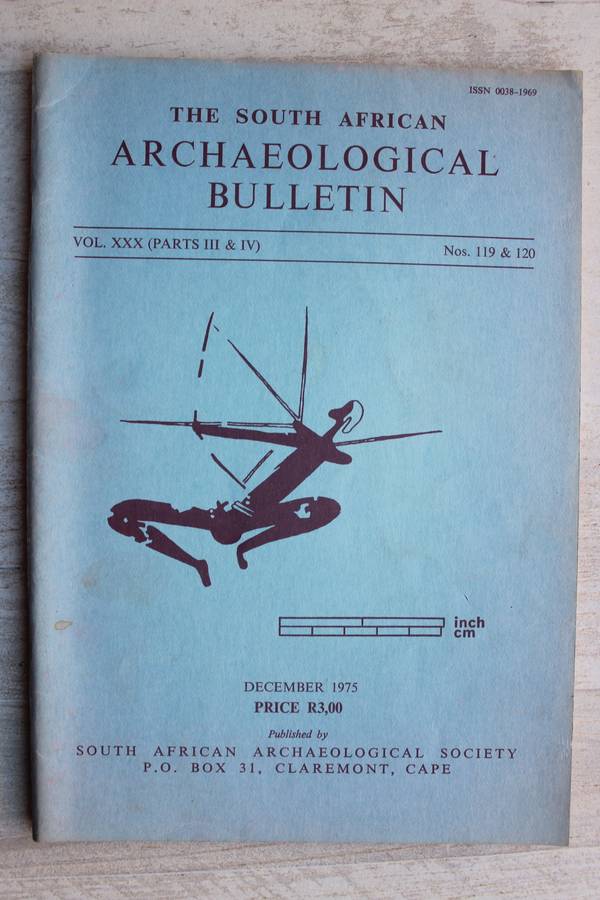 ISSN 0038-1969
THE SOUTH AFRICAN
ARCHAEOLOGICAL
BULLETIN
VOL. XXX (PARTS III & IV) Nos. 119 & 120
inch
cm
DECEMBER 1975
PRICE R3,00
Published by
SOUTH AFRICAN ARCHAEOLOGICAL SOCIETY
P.O. BOX 31, CLAREMONT, CAPE